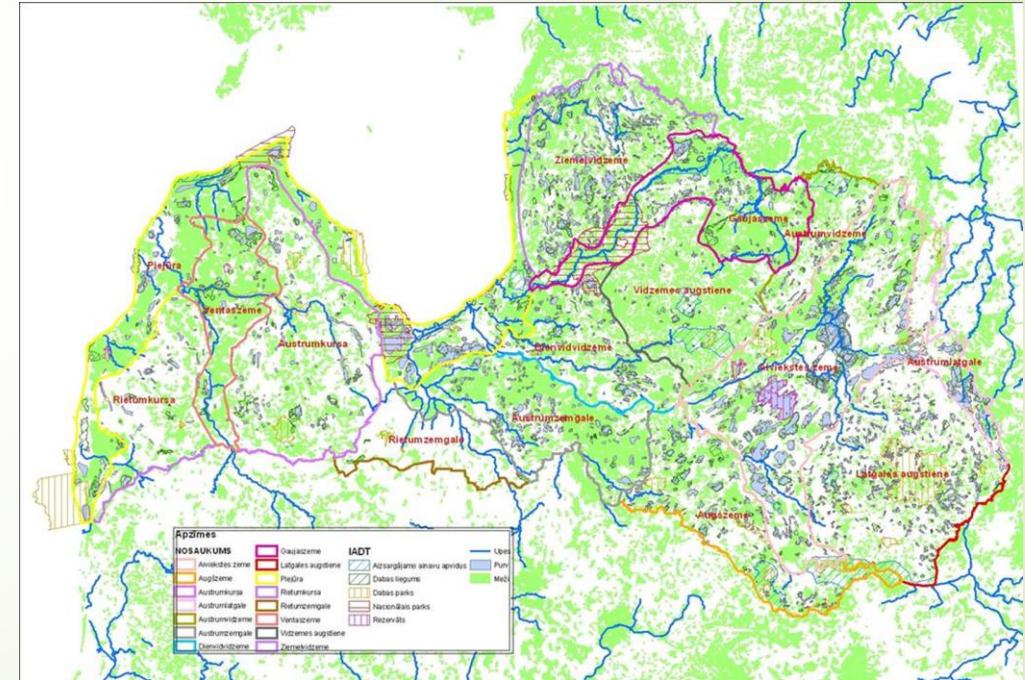 Ziemeļvidzeme
Gaujaszeme
Austrumvidzeme
Piejūra
Vidzemes augstiene
Ventaszeme
Austrumkursa
Dienvidvidzeme
Austrumlatgale
Aiviekstes zeme
Rietumkursa
Austrumzemgale
Rietumzemgale
Latgales augstiene
Augšzeme
Apzīmes
NOSAUKUMS
Aiviekstes zeme
Augšzeme
Austrumkursa
Austrumlatgale
Austrumvidzeme
Austrumzemgale
Dienvidvidzeme
Gaujaszeme
Latgales augstiene
Piejūra
Rietumkursa
Rietumzemgale
Ventaszeme
Vidzemes augstiene
Ziemeļvidzeme
IADT
Aizsargājamo ainavu apvidus
Dabas liegums
Dabas parks
Nacionālais parks
Rezervāts
Upes
Purvi
Meži